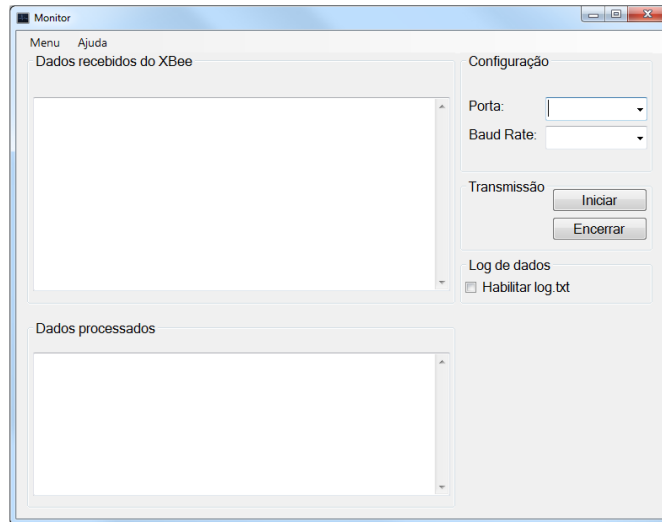 Monitor
Menu Ajuda
Dados recebidos do XBee
Configuração
Porta:
Baud Rate:
Transmissão
Iniciar
Encerrar
Log de dados
Habilitar log.txt
Dados processados